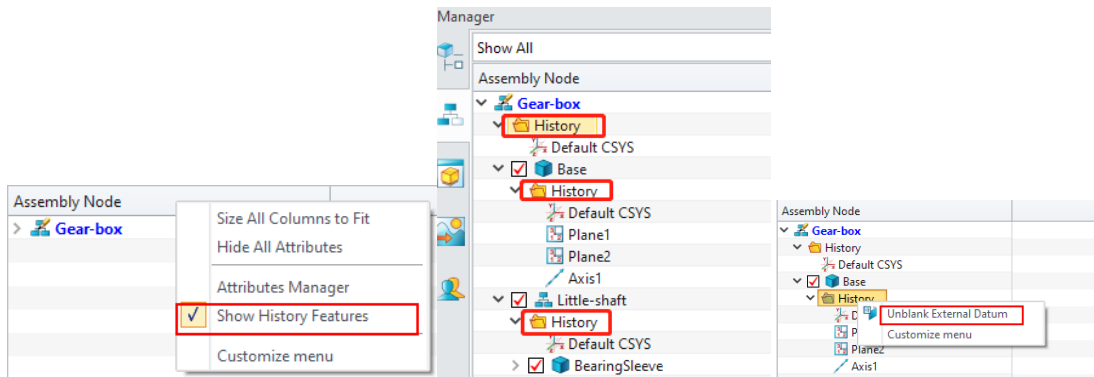 Assembly Node
Gear-box
Size All Columns to Fit
Hide All Attributes
Attributes Manager
Show History Features
Customize menu
Manager
Show All
Assembly Node
Gear-box
History
Default CSYS
Base
History
Default CSYS
Plane1
Plane2
Axis1
Little-shaft
History
Default CSYS
BearingSleeve
Assembly Node
Gear-box
History
Default CSYS
Base
History
Unblank External Datum
Customize menu
Plane2
Axis1